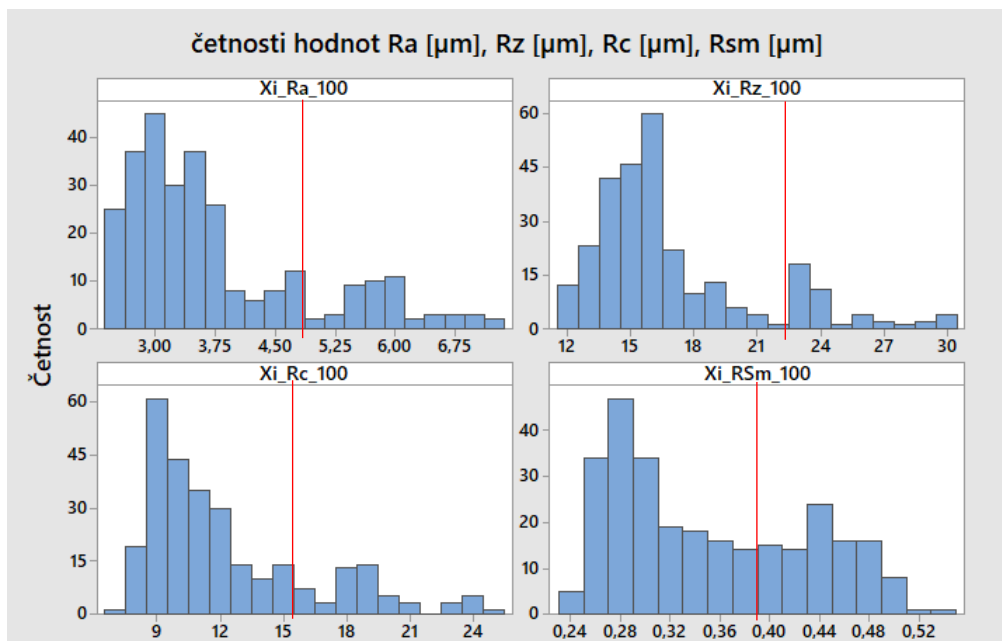 četnosti hodnot Ra [µm], Rz [µm], Rc [µm], Rsm [µm]
Četnost
Xi_Ra_100
40
30
20
10
0
3,00 3,75 4,50 5,25 6,00 6,75
Xi_Rz_100
60
45
30
15
0
12 15 18 21 24 27 30
Xi_Rc_100
60
45
30
15
0
9 12 15 18 21 24
Xi_RSm_100
40
30
20
10
0
0,24 0,28 0,32 0,36 0,40 0,44 0,48 0,52